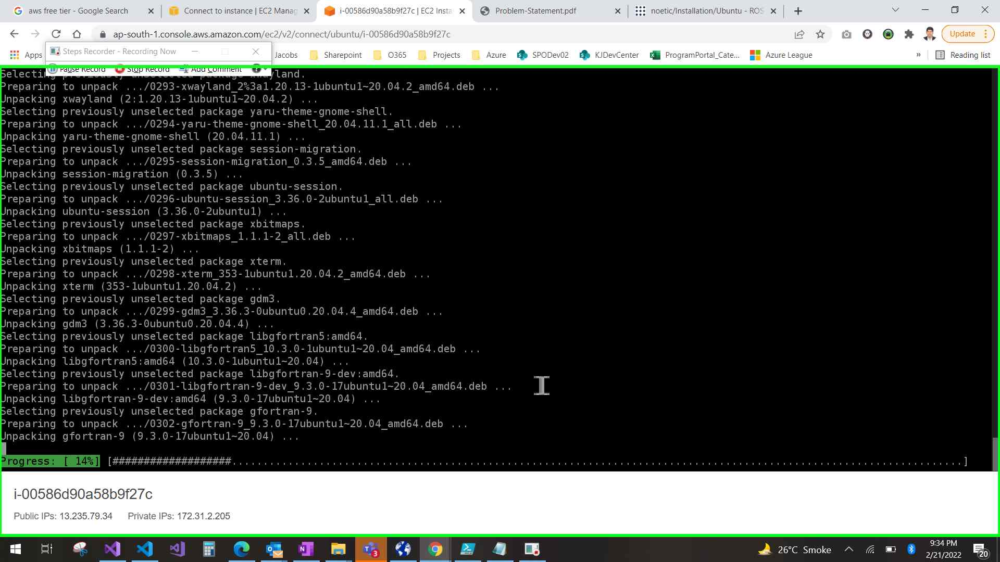 aws free tier - Google Search
Connect to instance | EC2 Manag
i-00586d90a58b9f27c | EC2 Insta
Problem-Statement.pdf
noetic/Installation/Ubuntu - ROS
ap-south-1.console.aws.amazon.com/ec2/v2/connect/ubuntu/i-00586d90a58b9f27c
Update
Apps
Steps Recorder - Recording Now
Jacobs
Sharepoint
O365
Projects
Azure
SPODev02
KJDevCenter
ProgramPortal_Cate...
Azure League
»
Reading list
Pause Record Stop Record Add Comment
Selecting previously unselected package xwayland.
Preparing to unpack .../0293-xwayland_2%3a1.20.13-1ubuntu1~20.04.2_amd64.deb ...
Unpacking xwayland (2:1.20.13-1ubuntu1~20.04.2) ...
Selecting previously unselected package yaru-theme-gnome-shell.
Preparing to unpack .../0294-yaru-theme-gnome-shell_20.04.11.1_all.deb ...
Unpacking yaru-theme-gnome-shell (20.04.11.1) ...
Selecting previously unselected package session-migration.
Preparing to unpack .../0295-session-migration_0.3.5_amd64.deb ...
Unpacking session-migration (0.3.5) ...
Selecting previously unselected package ubuntu-session.
Preparing to unpack .../0296-ubuntu-session_3.36.0-2ubuntu1_all.deb ...
Unpacking ubuntu-session (3.36.0-2ubuntu1) ...
Selecting previously unselected package xbitmaps.
Preparing to unpack .../0297-xbitmaps_1.1.1-2_all.deb ...
Unpacking xbitmaps (1.1.1-2) ...
Selecting previously unselected package xterm.
Preparing to unpack .../0298-xterm_353-1ubuntu1.20.04.2_amd64.deb ...
Unpacking xterm (353-1ubuntu1.20.04.2) ...
Selecting previously unselected package gdm3.
Preparing to unpack .../0299-gdm3_3.36.3-0ubuntu0.20.04.4_amd64.deb ...
Unpacking gdm3 (3.36.3-0ubuntu0.20.04.4) ...
Selecting previously unselected package libgfortran5:amd64.
Preparing to unpack .../0300-libgfortran5_10.3.0-1ubuntu1~20.04_amd64.deb ...
Unpacking libgfortran5:amd64 (10.3.0-1ubuntu1~20.04) ...
Selecting previously unselected package libgfortran-9-dev:amd64.
Preparing to unpack .../0301-libgfortran-9-dev_9.3.0-17ubuntu1~20.04_amd64.deb ...
Unpacking libgfortran-9-dev:amd64 (9.3.0-17ubuntu1~20.04) ...
Selecting previously unselected package gfortran-9.
Preparing to unpack .../0302-gfortran-9_9.3.0-17ubuntu1~20.04_amd64.deb ...
Unpacking gfortran-9 (9.3.0-17ubuntu1~20.04) ...
Progress: [ 14%] [###################.....................................................................................................................]
i-00586d90a58b9f27c
Public IPs: 13.235.79.34 Private IPs: 172.31.2.205
26°C Smoke
9:34 PM
2/21/2022
20
3